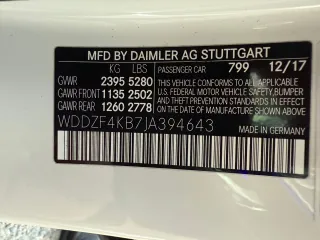 MFD BY DAIMLER AG STUTTGART
KG LBS PASSENGER CAR 799 12/17
GVWR 2395 5280
GAWR FRONT 1135 2502
GAWR REAR 1260 2778
THIS VEHICLE CONFORMS TO ALL
APPLICABLE U.S. FEDERAL MOTOR
VEHICLE SAFETY, BUMPER,
AND THEFT PREVENTION
STANDARDS IN EFFECT ON THE DATE
OF MANUFACTURE SHOWN ABOVE.
WDDZF4KB7JA394643
MADE IN GERMANY